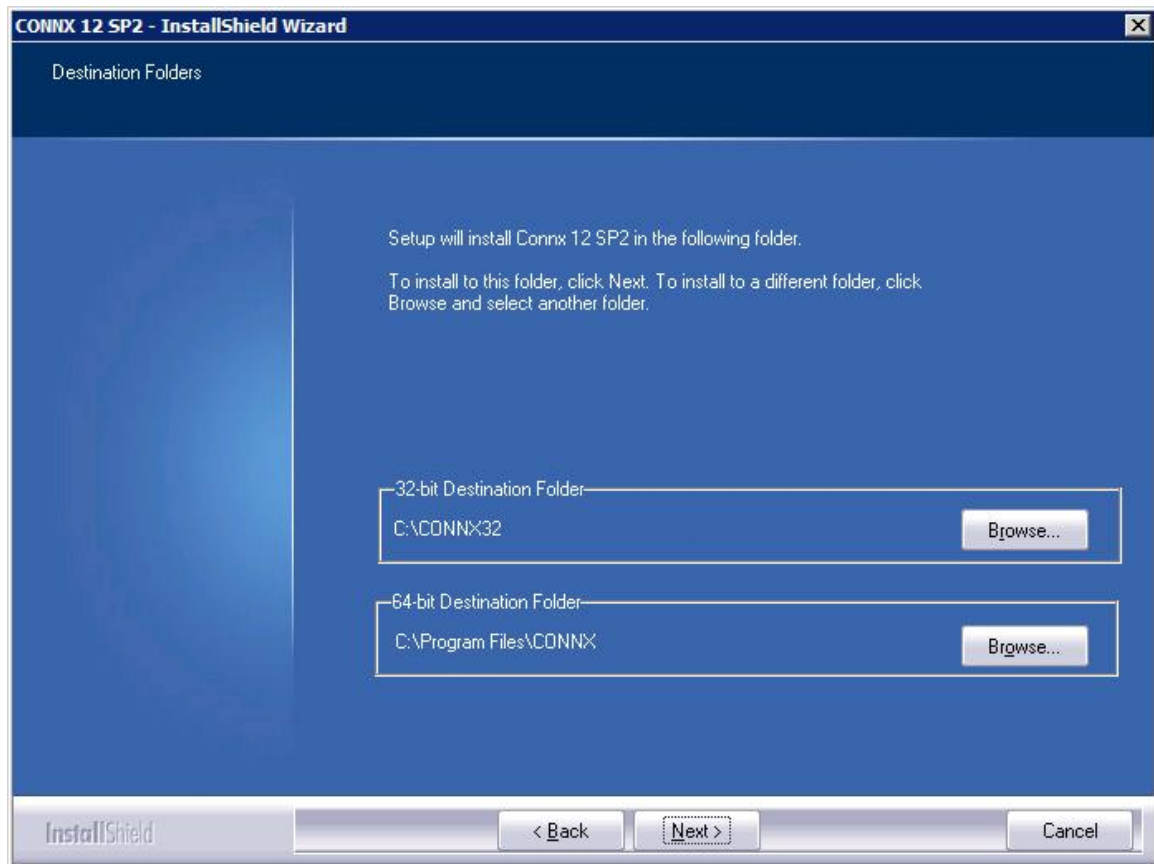 CONNX 12 SP2 - InstallShield Wizard
Destination Folders
Setup will install Connx 12 SP2 in the following folder.
To install to this folder, click Next. To install to a different folder, click
Browse and select another folder.
32-bit Destination Folder
C:\CONNX32
Browse...
64-bit Destination Folder
C:\Program Files\CONNX
Browse...
InstallShield
< Back
Next >
Cancel